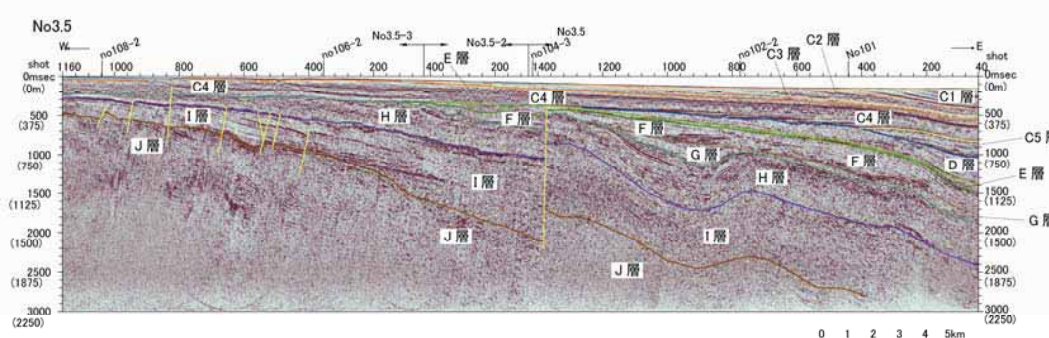 No3.5
No3.5-3 No3.5-2 No3.5
W no108-2 no106-2 E層 no104-3 no102-2 C3層 C2層 No101 E
shot 1160 1000 800 600 400 200 400 200 1400 1000 800 600 400 200 40 shot
0msec 0msec
(0m) C4層 C4層 C1層 (0m)
500 I層 H層 F層 F層 C4層 500
(375) (375)
J層 C5層
1000 G層 F層 D層 1000
(750) (750)
I層 H層 E層
1500 1500
(1125) (1125)
G層
2000 J層 I層 2000
(1500) (1500)
2500 J層 2500
(1875) (1875)
3000 3000
(2250) (2250)
0 1 2 3 4 5km